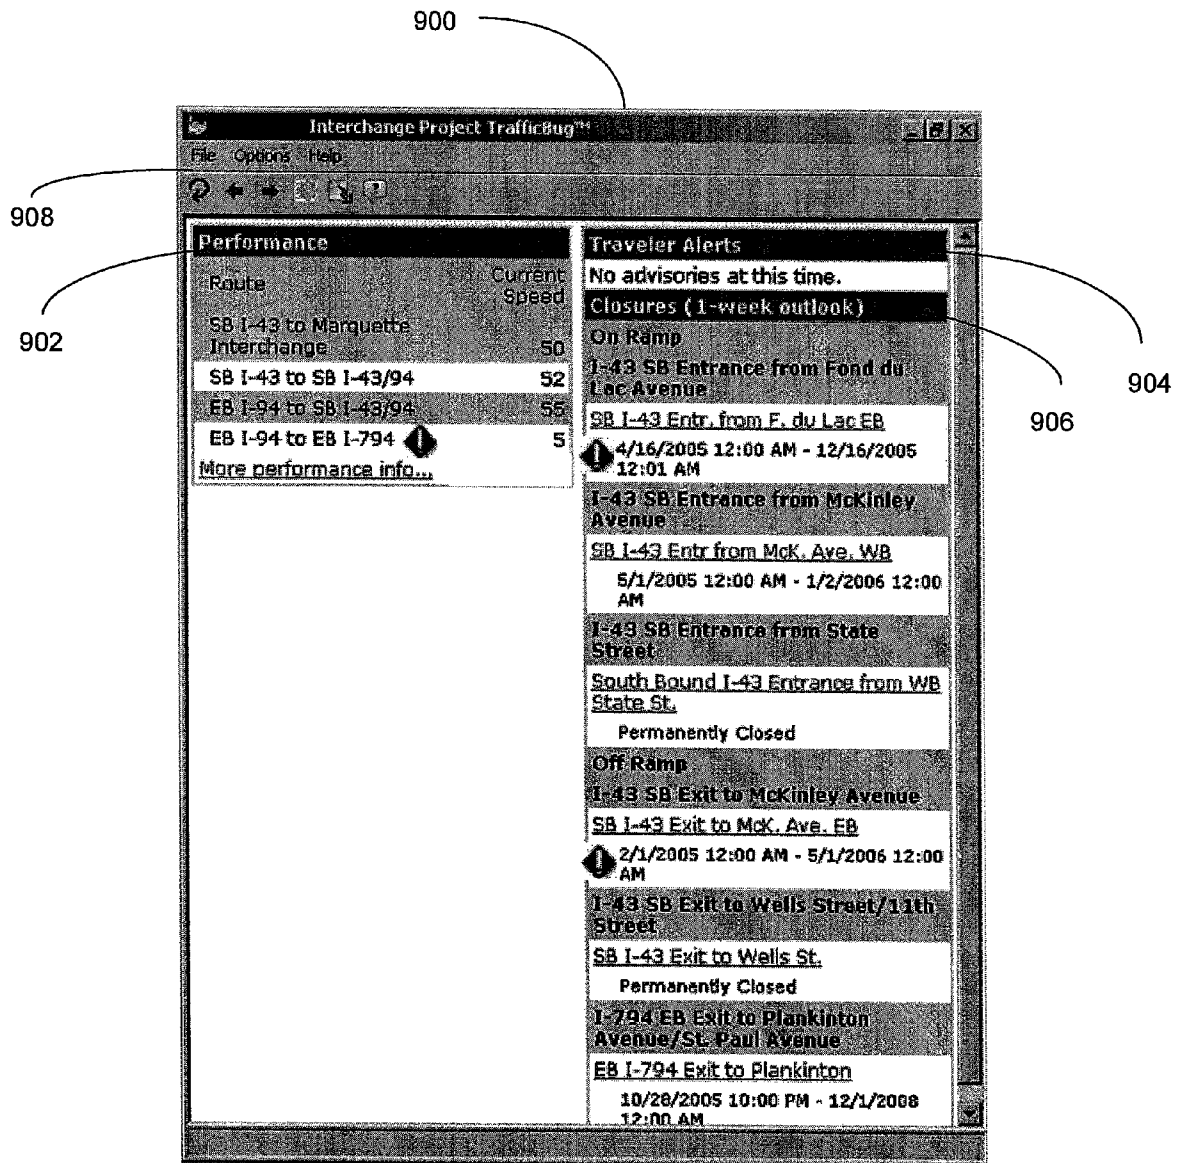 900
Interchange Project TrafficBug™
File Options Help
908
902
Performance
Route Current Speed
SB I-43 to Marquette
Interchange 50
SB I-43 to SB I-43/94 52
EB I-94 to SB I-43/94 55
EB I-94 to EB I-794 5
More performance info...
Traveler Alerts
No advisories at this time.
Closures (1-week outlook)
On Ramp
I-43 SB Entrance from Fond du
Lac Avenue
SB I-43 Entr. from F. du Lac EB
4/16/2005 12:00 AM - 12/16/2005
12:01 AM
I-43 SB Entrance from McKinley
Avenue
SB I-43 Entr from McK. Ave. WB
5/1/2005 12:00 AM - 1/2/2006 12:00
AM
I-43 SB Entrance from State
Street
South Bound I-43 Entrance from WB
State St.
Permanently Closed
Off Ramp
I-43 SB Exit to McKinley Avenue
SB I-43 Exit to McK. Ave. EB
2/1/2005 12:00 AM - 5/1/2006 12:00
AM
I-43 SB Exit to Wells Street/11th
Street
SB I-43 Exit to Wells St.
Permanently Closed
I-794 EB Exit to Plankinton
Avenue/St. Paul Avenue
EB I-794 Exit to Plankinton
10/28/2005 10:00 PM - 12/1/2008
12:00 AM
904
906